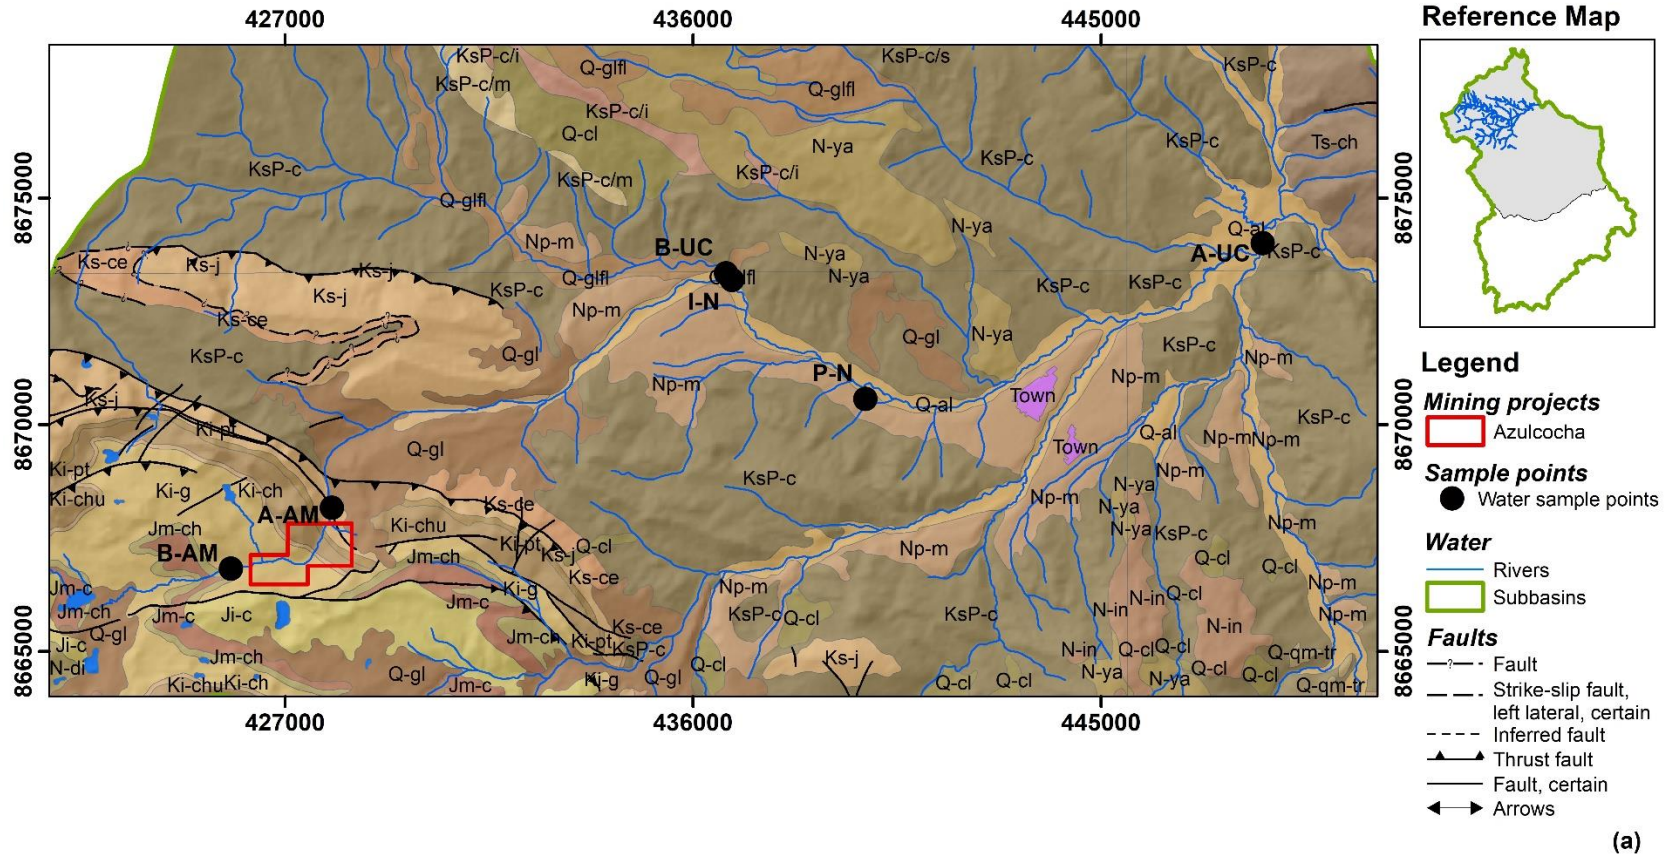 427000
436000
445000
Reference Map
KsP-c/i
Q-glfl
KsP-c/s
KsP-c
KsP-c/m
Q-glfl
KsP-c/i
Q-cl
N-ya
KsP-c
KsP-c
Ts-ch
KsP-c
KsP-c/m
KsP-c/i
8675000
8675000
Q-glfl
N-ya
Np-m
B-UC
N-ya
Q-al
A-UC
KsP-c
Ks-ce
Ks-j
Ks-j
Q-glfl
N-ya
KsP-c
KsP-c
Ks-j
KsP-c
I-N
Np-m
Ks-ce
Q-gl
N-ya
KsP-c
KsP-c
Q-gl
Np-m
Legend
P-N
Np-m
Np-m
Mining projects
Ks-j
Town
Q-al
KsP-c
Azulcocha
8670000
8670000
Ki-pt
Q-gl
Town
Q-al
Np-m
Np-m
Sample points
Ki-pt
KsP-c
Np-m
Water sample points
Ki-chu
Ki-g
Ki-ch
Ks-ce
N-ya
Np-m
A-AM
Ki-chu
N-ya
Np-m
Jm-ch
Ki-pt
Ks-j
Q-cl
N-ya
KsP-c
Water
B-AM
Jm-ch
Np-m
Q-cl
Q-cl
Rivers
Jm-c
Ki-g
Ks-ce
Np-m
Np-m
Subbasins
Jm-ch
Jm-c
Ji-c
Jm-c
KsP-c
Q-cl
KsP-c
N-in
N-in
Q-cl
Np-m
Q-gl
Jm-ch
Ks-ce
N-in
Faults
Ji-c
Jm-ch
Ki-pt
KsP-c
Ks-j
N-in
Q-cl
Q-cl
Q-qm-tr
8665000
8665000
N-di
Q-gl
Ki-g
Q-gl
Q-cl
N-ya
Q-cl
Q-cl
Fault
Ki-chu
Ki-ch
Jm-c
Q-cl
Q-cl
N-ya
Q-qm-tr
Strike-slip fault,
left lateral, certain
427000
436000
445000
Inferred fault
Thrust fault
Fault, certain
Arrows
(a)